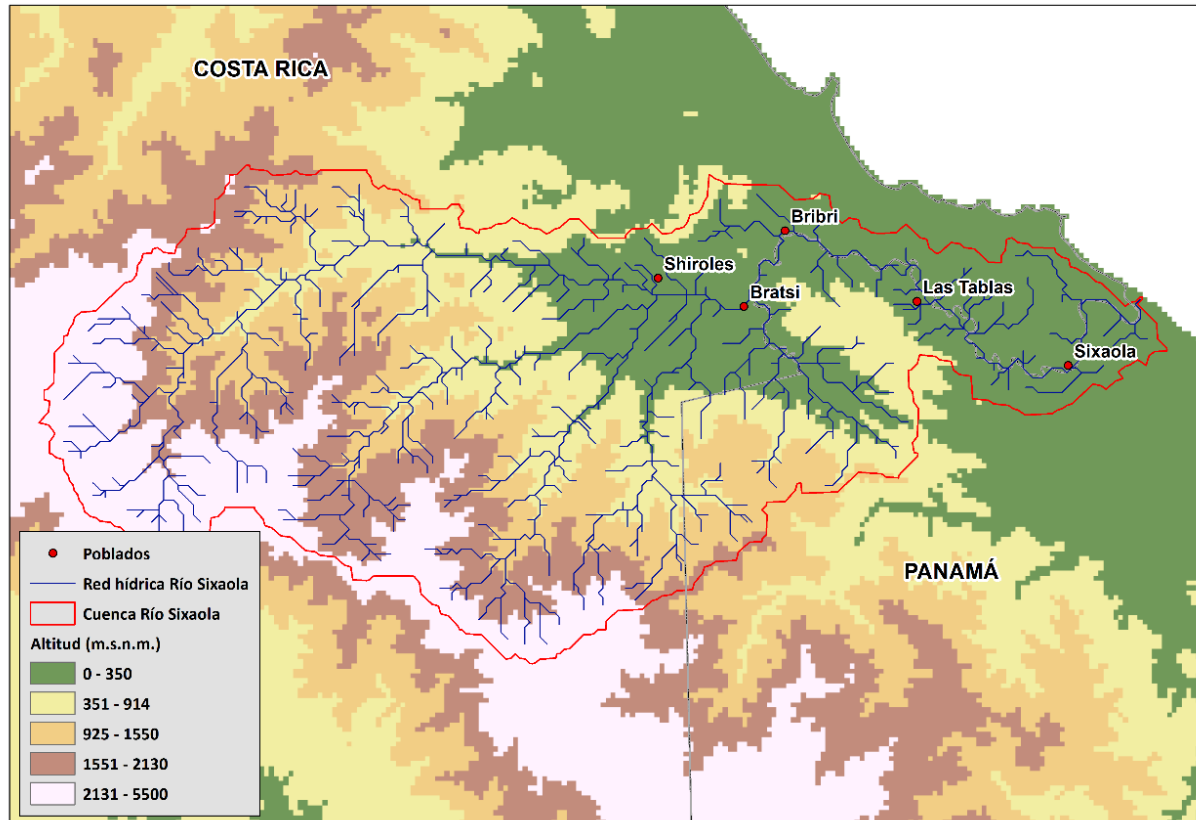 COSTA RICA
Bribri
Shiroles
Bratsi
Las Tablas
Sixaola
PANAMÁ
Poblados
Red hídrica Río Sixaola
Cuenca Río Sixaola
Altitud (m.s.n.m.)
0 - 350
351 - 914
925 - 1550
1551 - 2130
2131 - 5500